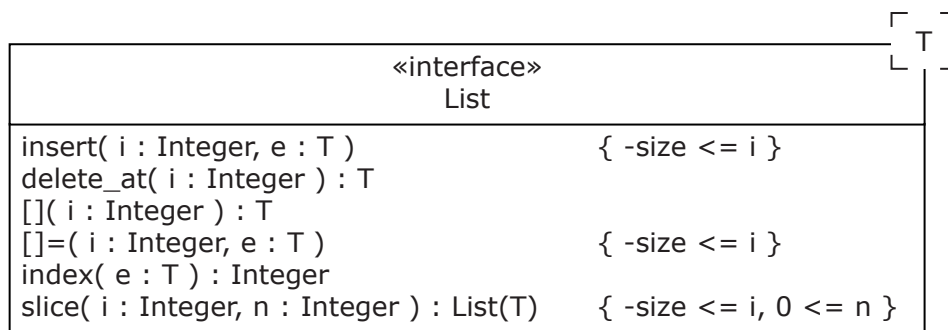 T
«interface»
List
insert( i : Integer, e : T ) { -size <= i }
delete_at( i : Integer ) : T
[]( i : Integer ) : T
[]=( i : Integer, e : T ) { -size <= i }
index( e : T ) : Integer
slice( i : Integer, n : Integer ) : List(T) { -size <= i, 0 <= n }